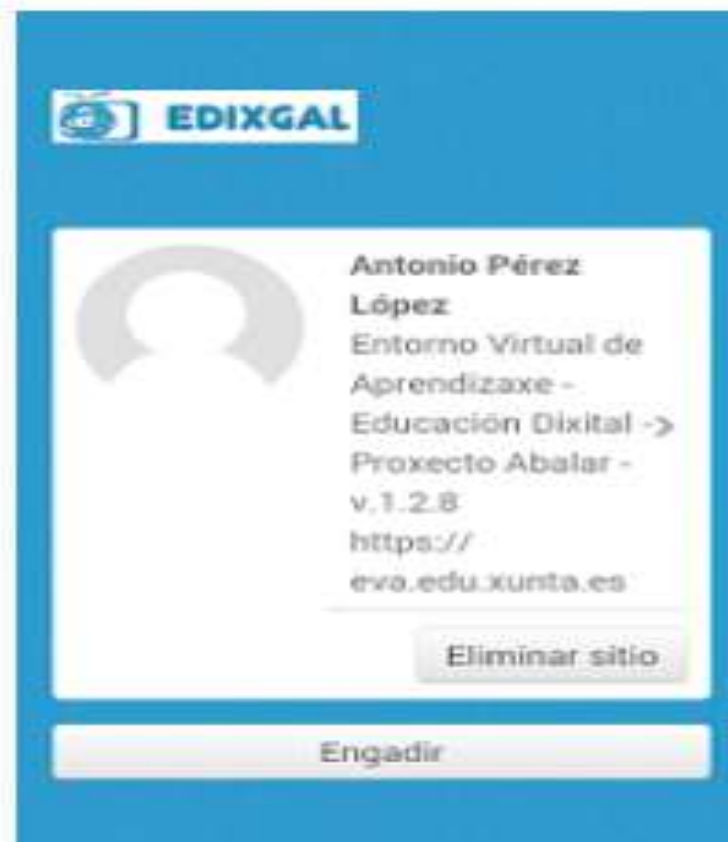 EDIXGAL
Antonio Pérez
López
Entorno Virtual de
Aprendizaxe -
Educación Dixital -
Proxecto Abalar -
v.1.2.8
https://
eva.edu.xunta.es
Eliminar sitio
Engadir